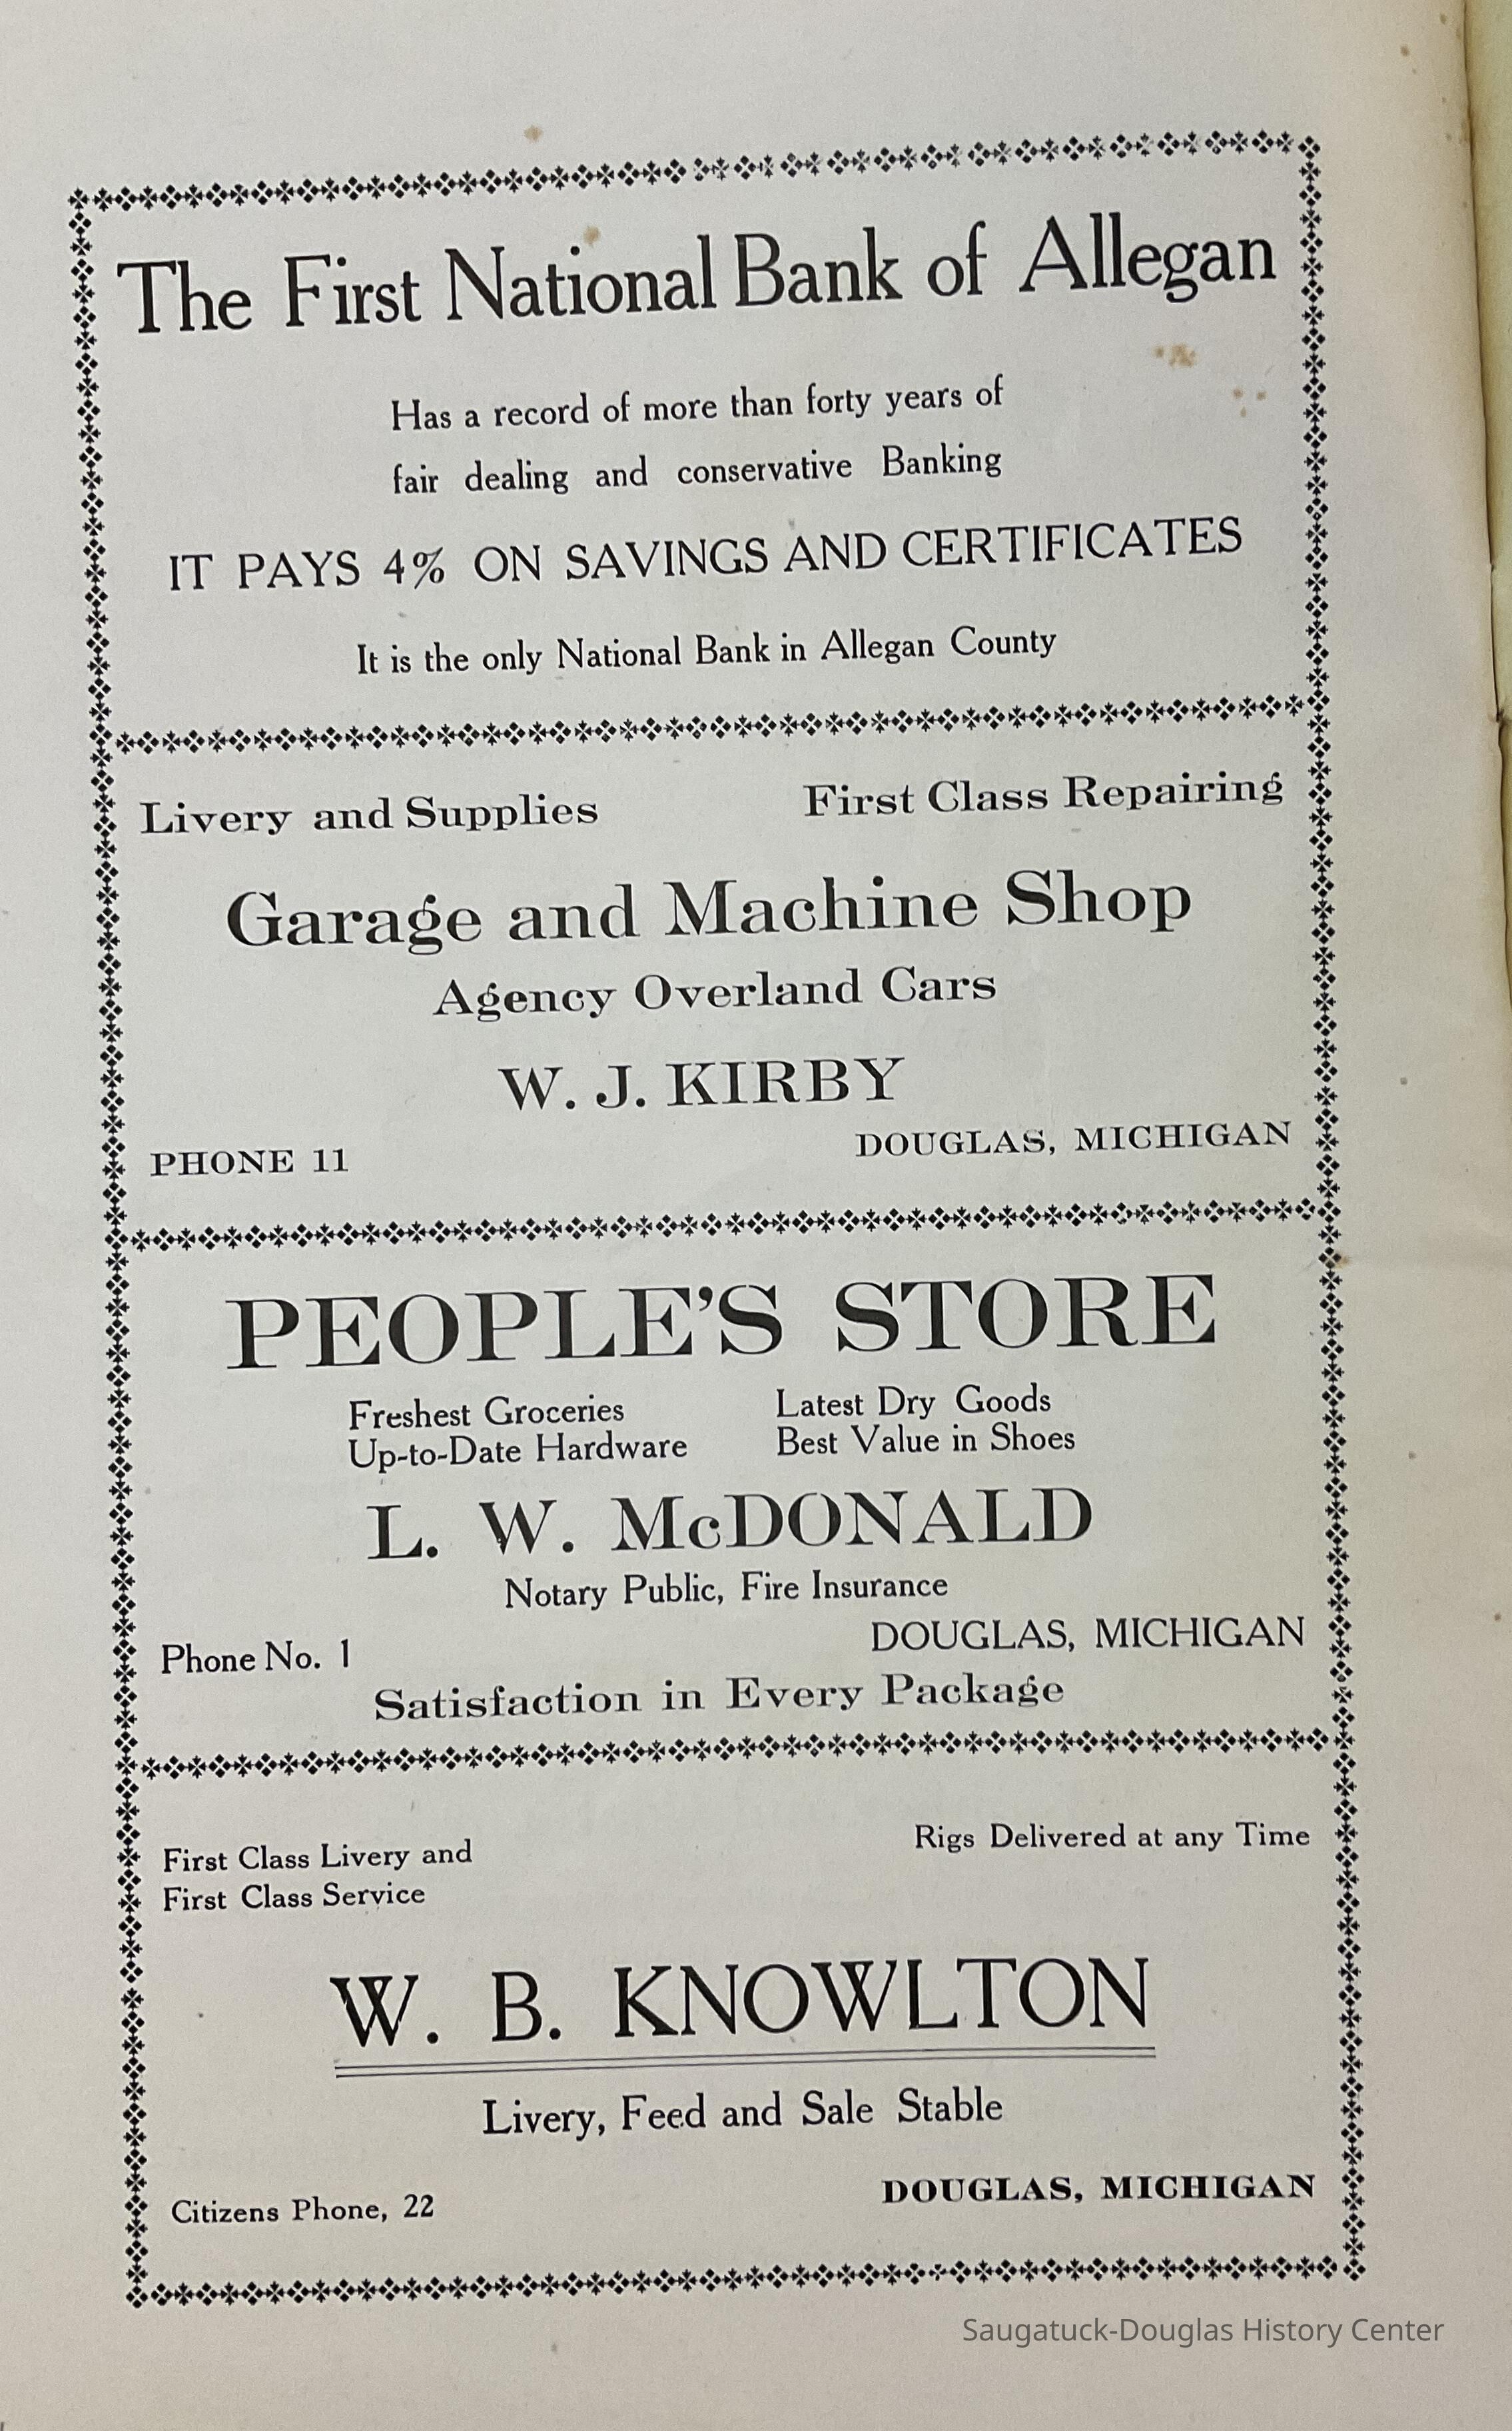 The First National Bank of Allegan
Has a record of more than forty years of
fair dealing and conservative Banking
IT PAYS 4% ON SAVINGS AND CERTIFICATES
It is the only National Bank in Allegan County
Livery and Supplies
First Class Repairing
Garage and Machine Shop
Agency Overland Cars
W. J. KIRBY
PHONE 11
DOUGLAS, MICHIGAN
PEOPLE'S STORE
Freshest Groceries
Up-to-Date Hardware
Latest Dry Goods
Best Value in Shoes
L. W. McDONALD
Notary Public, Fire Insurance
Phone No. 1
DOUGLAS, MICHIGAN
Satisfaction in Every Package
First Class Livery and
First Class Service
Rigs Delivered at any Time
W. B. KNOWLTON
Livery, Feed and Sale Stable
Citizens Phone, 22
DOUGLAS, MICHIGAN
Saugatuck-Douglas History Center